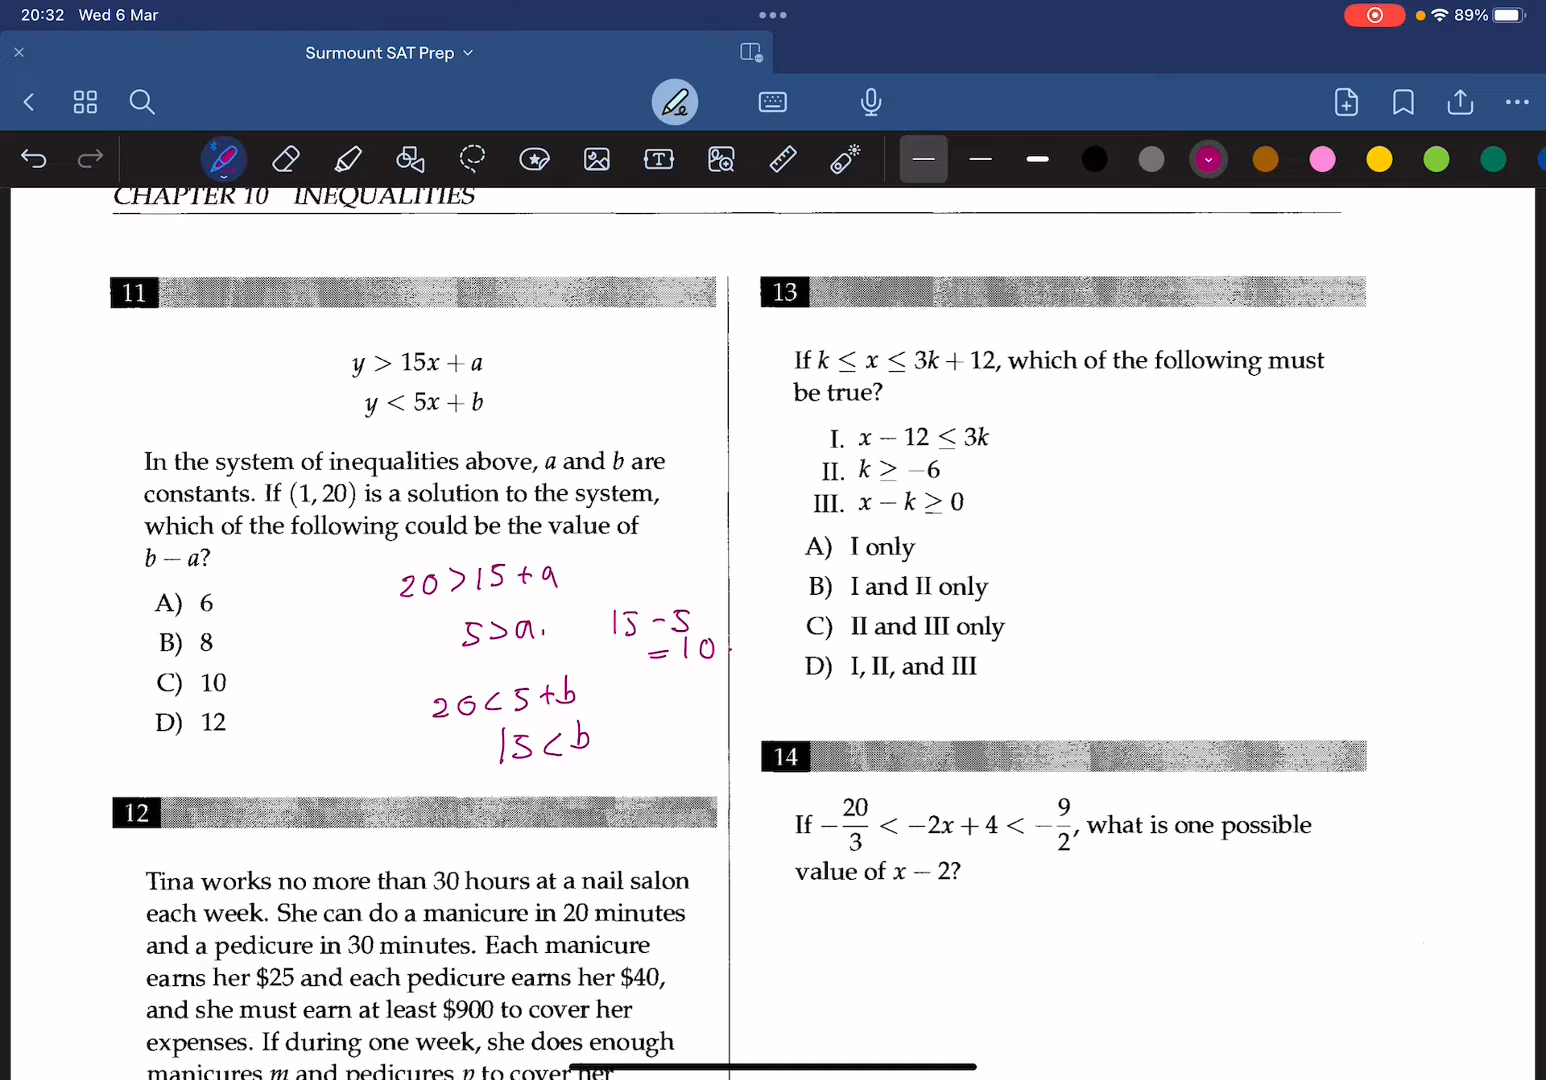 20:32 Wed 6 Mar
89%
Surmount SAT Prep
CHAPTER 10 INEQUALITIES
11
y > 15x + a
y < 5x + b
In the system of inequalities above, a and b are
constants. If (1, 20) is a solution to the system,
which of the following could be the value of
b − a?
A) 6
B) 8
C) 10
D) 12
20 > 15 + a
5 > a.
15 - 5
= 10
20 < 5 + b
15 < b
12
Tina works no more than 30 hours at a nail salon
each week. She can do a manicure in 20 minutes
and a pedicure in 30 minutes. Each manicure
earns her $25 and each pedicure earns her $40,
and she must earn at least $900 to cover her
expenses. If during one week, she does enough
manicures m and pedicures p to cover her
13
If k ≤ x ≤ 3k + 12, which of the following must
be true?
I. x − 12 ≤ 3k
II. k ≥ −6
III. x − k ≥ 0
A) I only
B) I and II only
C) II and III only
D) I, II, and III
14
If −20/3 < −2x + 4 < −9/2, what is one possible
value of x − 2?